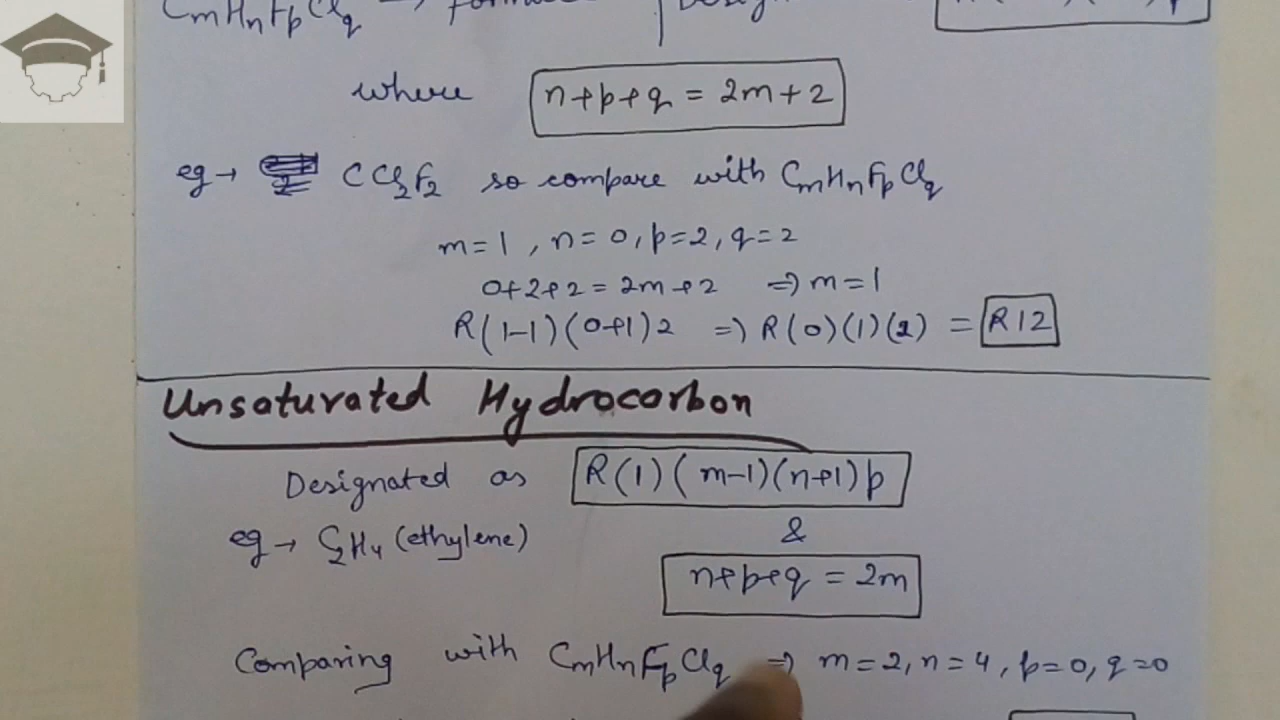 CmHnFpClq → Formula | Design
where n+p+q = 2m+2
eg → CCl2F2 so compare with CmHnFpClq
m=1, n=0, p=2, q=2
0+2+2 = 2m+2 ⇒ m=1
R(1-1)(0+1)2 ⇒ R(0)(1)(2) = R12
Unsaturated Hydrocarbon
Designated as R(1)(m-1)(n+1)p
&
eg → C2H4 (ethylene)
n+p+q = 2m
Comparing with CmHnFpClq ⇒ m=2, n=4, p=0, q=0